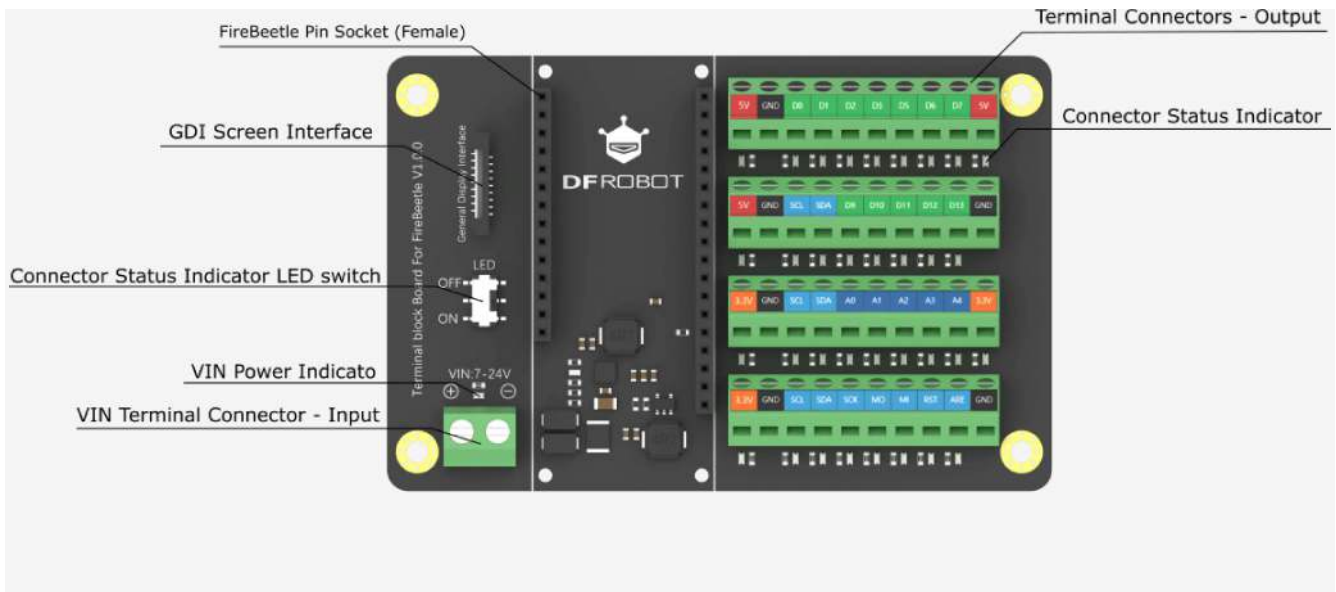 Terminal Connectors - Output
FireBeetle Pin Socket (Female)
5V GND D0 D1 D2 D3 D5 D6 D7 5V
Connector Status Indicator
GDI Screen Interface
General Display Interface
Terminal block Board For FireBeetle V1.0.0
DFROBOT
5V GND SCL SDA D9 D10 D11 D12 D13 GND
Connector Status Indicator LED switch
LED
OFF
ON
3.3V GND SCL SDA A0 A1 A2 A3 A4 3.3V
VIN Power Indicato
VIN:7-24V
+ −
3.3V GND SCL SDA SCK MO MI RST ARE GND
VIN Terminal Connector - Input